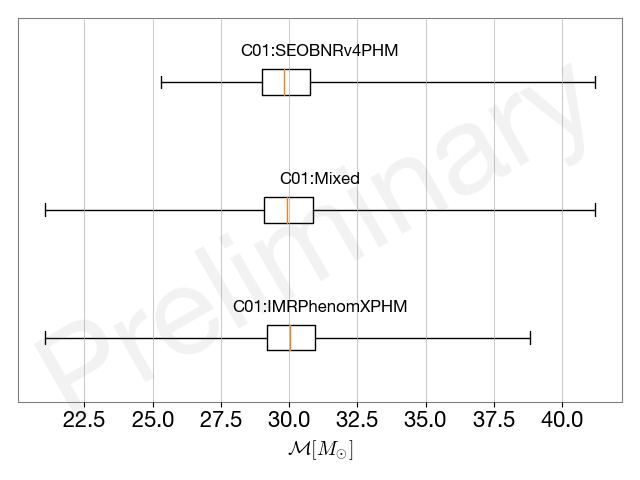 C01:SEOBNRv4PHM
C01:Mixed
C01:IMRPhenomXPHM
Preliminary
22.5 25.0 27.5 30.0 32.5 35.0 37.5 40.0
ℳ[M⊙]